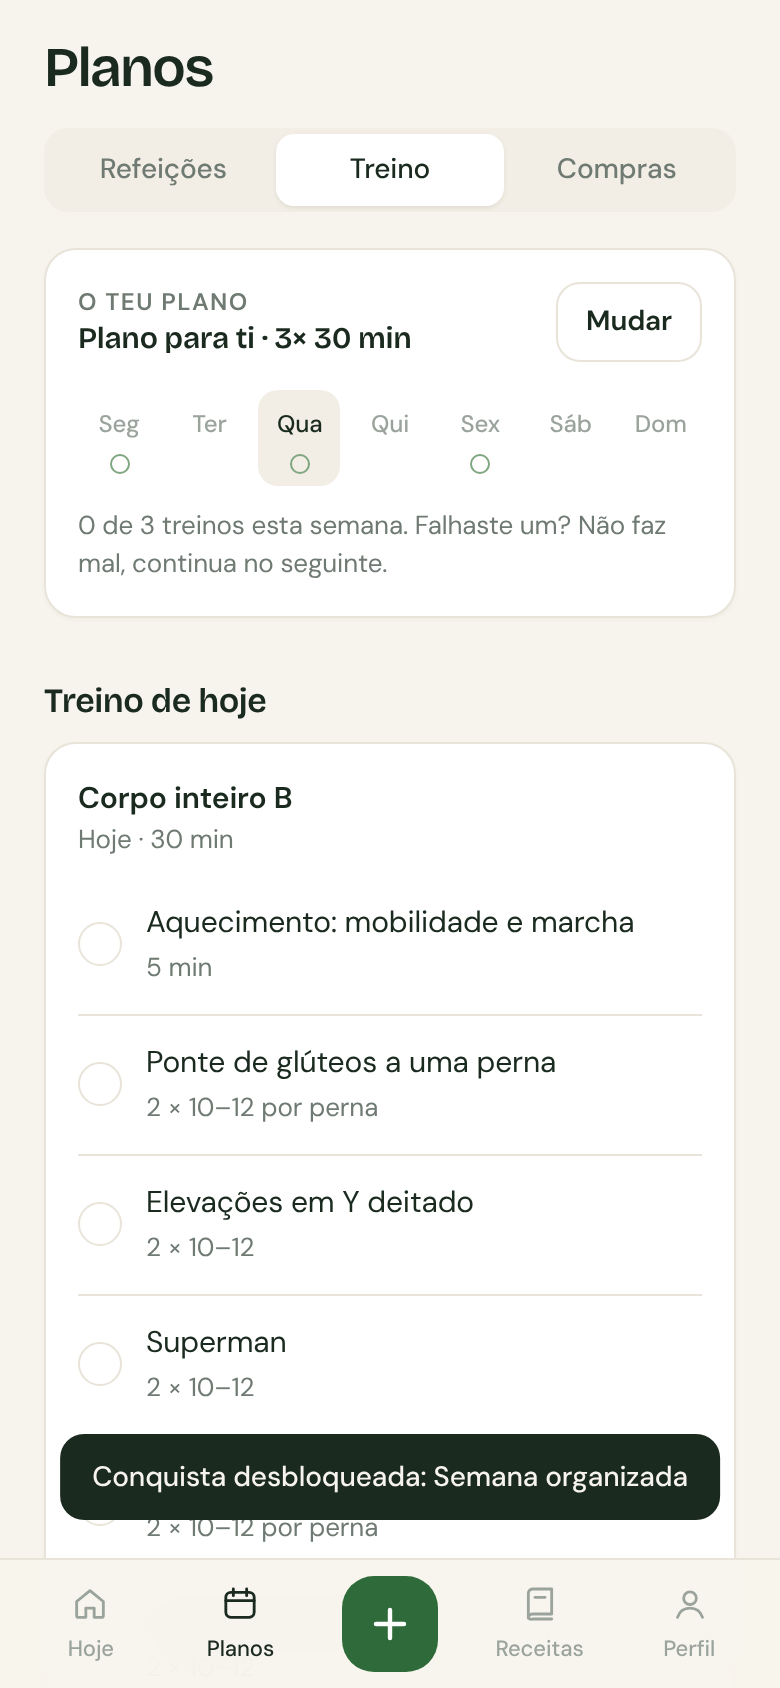 Planos
Refeições
Treino
Compras
O TEU PLANO
Plano para ti · 3× 30 min
Mudar
Seg
Ter
Qua
Qui
Sex
Sáb
Dom
0 de 3 treinos esta semana. Falhaste um? Não faz
mal, continua no seguinte.
Treino de hoje
Corpo inteiro B
Hoje · 30 min
Aquecimento: mobilidade e marcha
5 min
Ponte de glúteos a uma perna
2 × 10–12 por perna
Elevações em Y deitado
2 × 10–12
Superman
2 × 10–12
Conquista desbloqueada: Semana organizada
2 × 10–12 por perna
Hoje
Planos
Receitas
Perfil
2 × 10–12